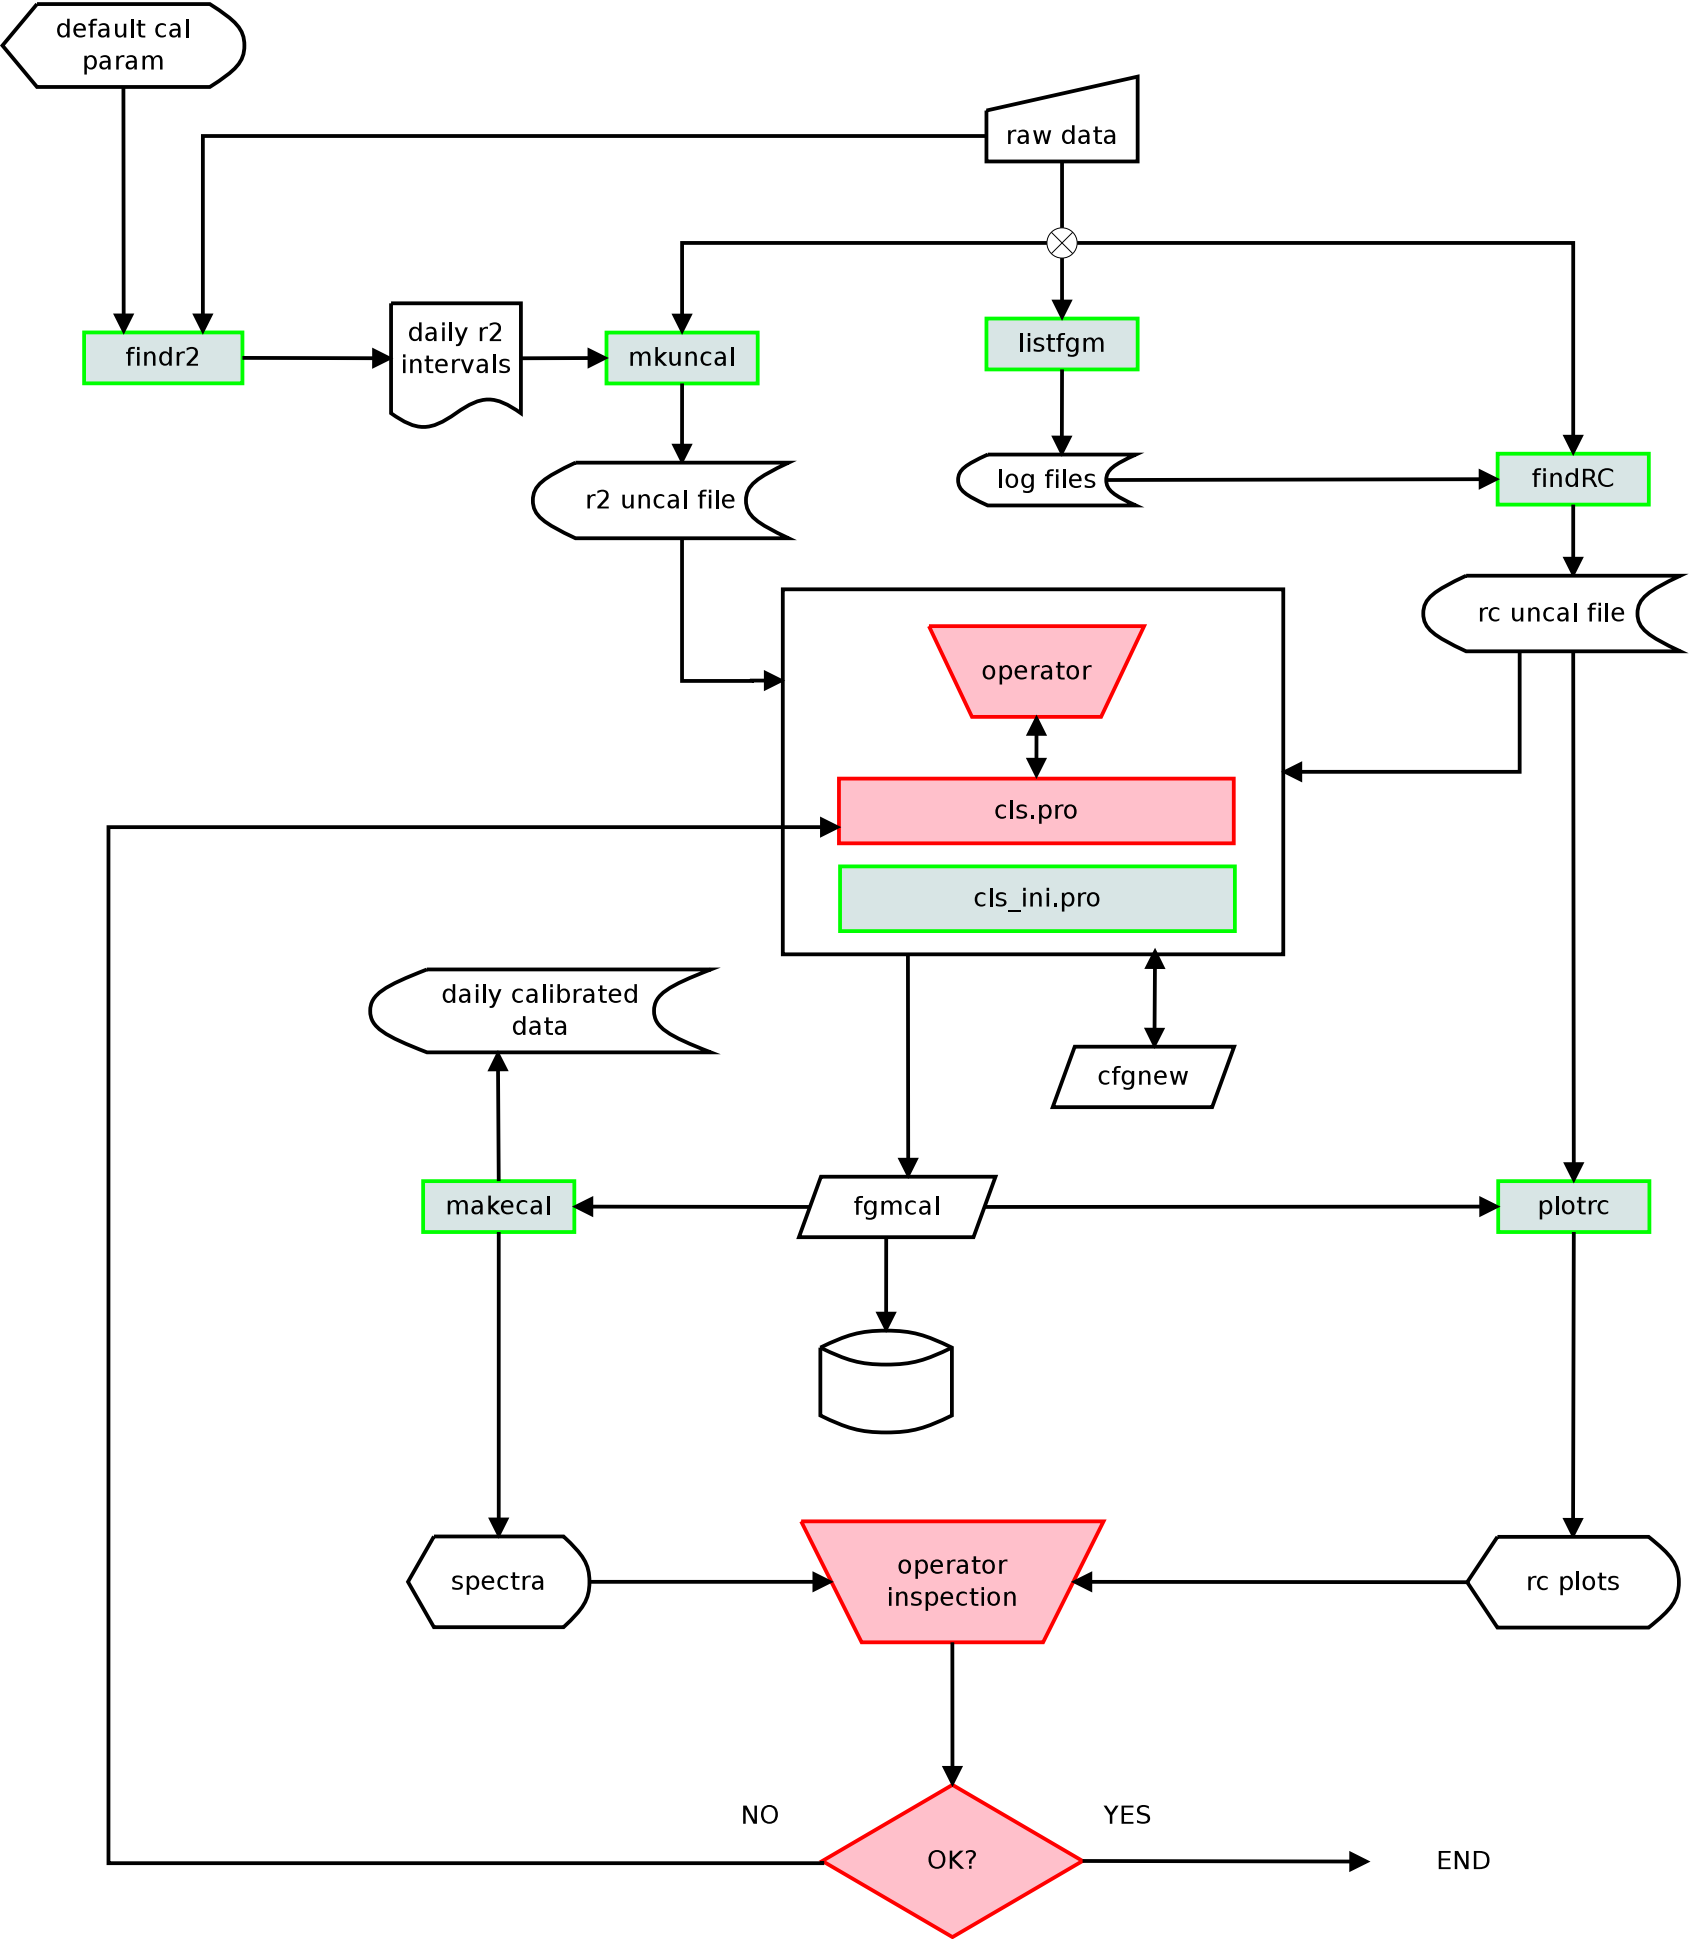 default cal
param
raw data
findr2
daily r2
intervals
mkuncal
listfgm
r2 uncal file
log files
findRC
rc uncal file
operator
cls.pro
cls_ini.pro
daily calibrated
data
cfgnew
makecal
fgmcal
plotrc
spectra
operator
inspection
rc plots
NO
YES
OK?
END